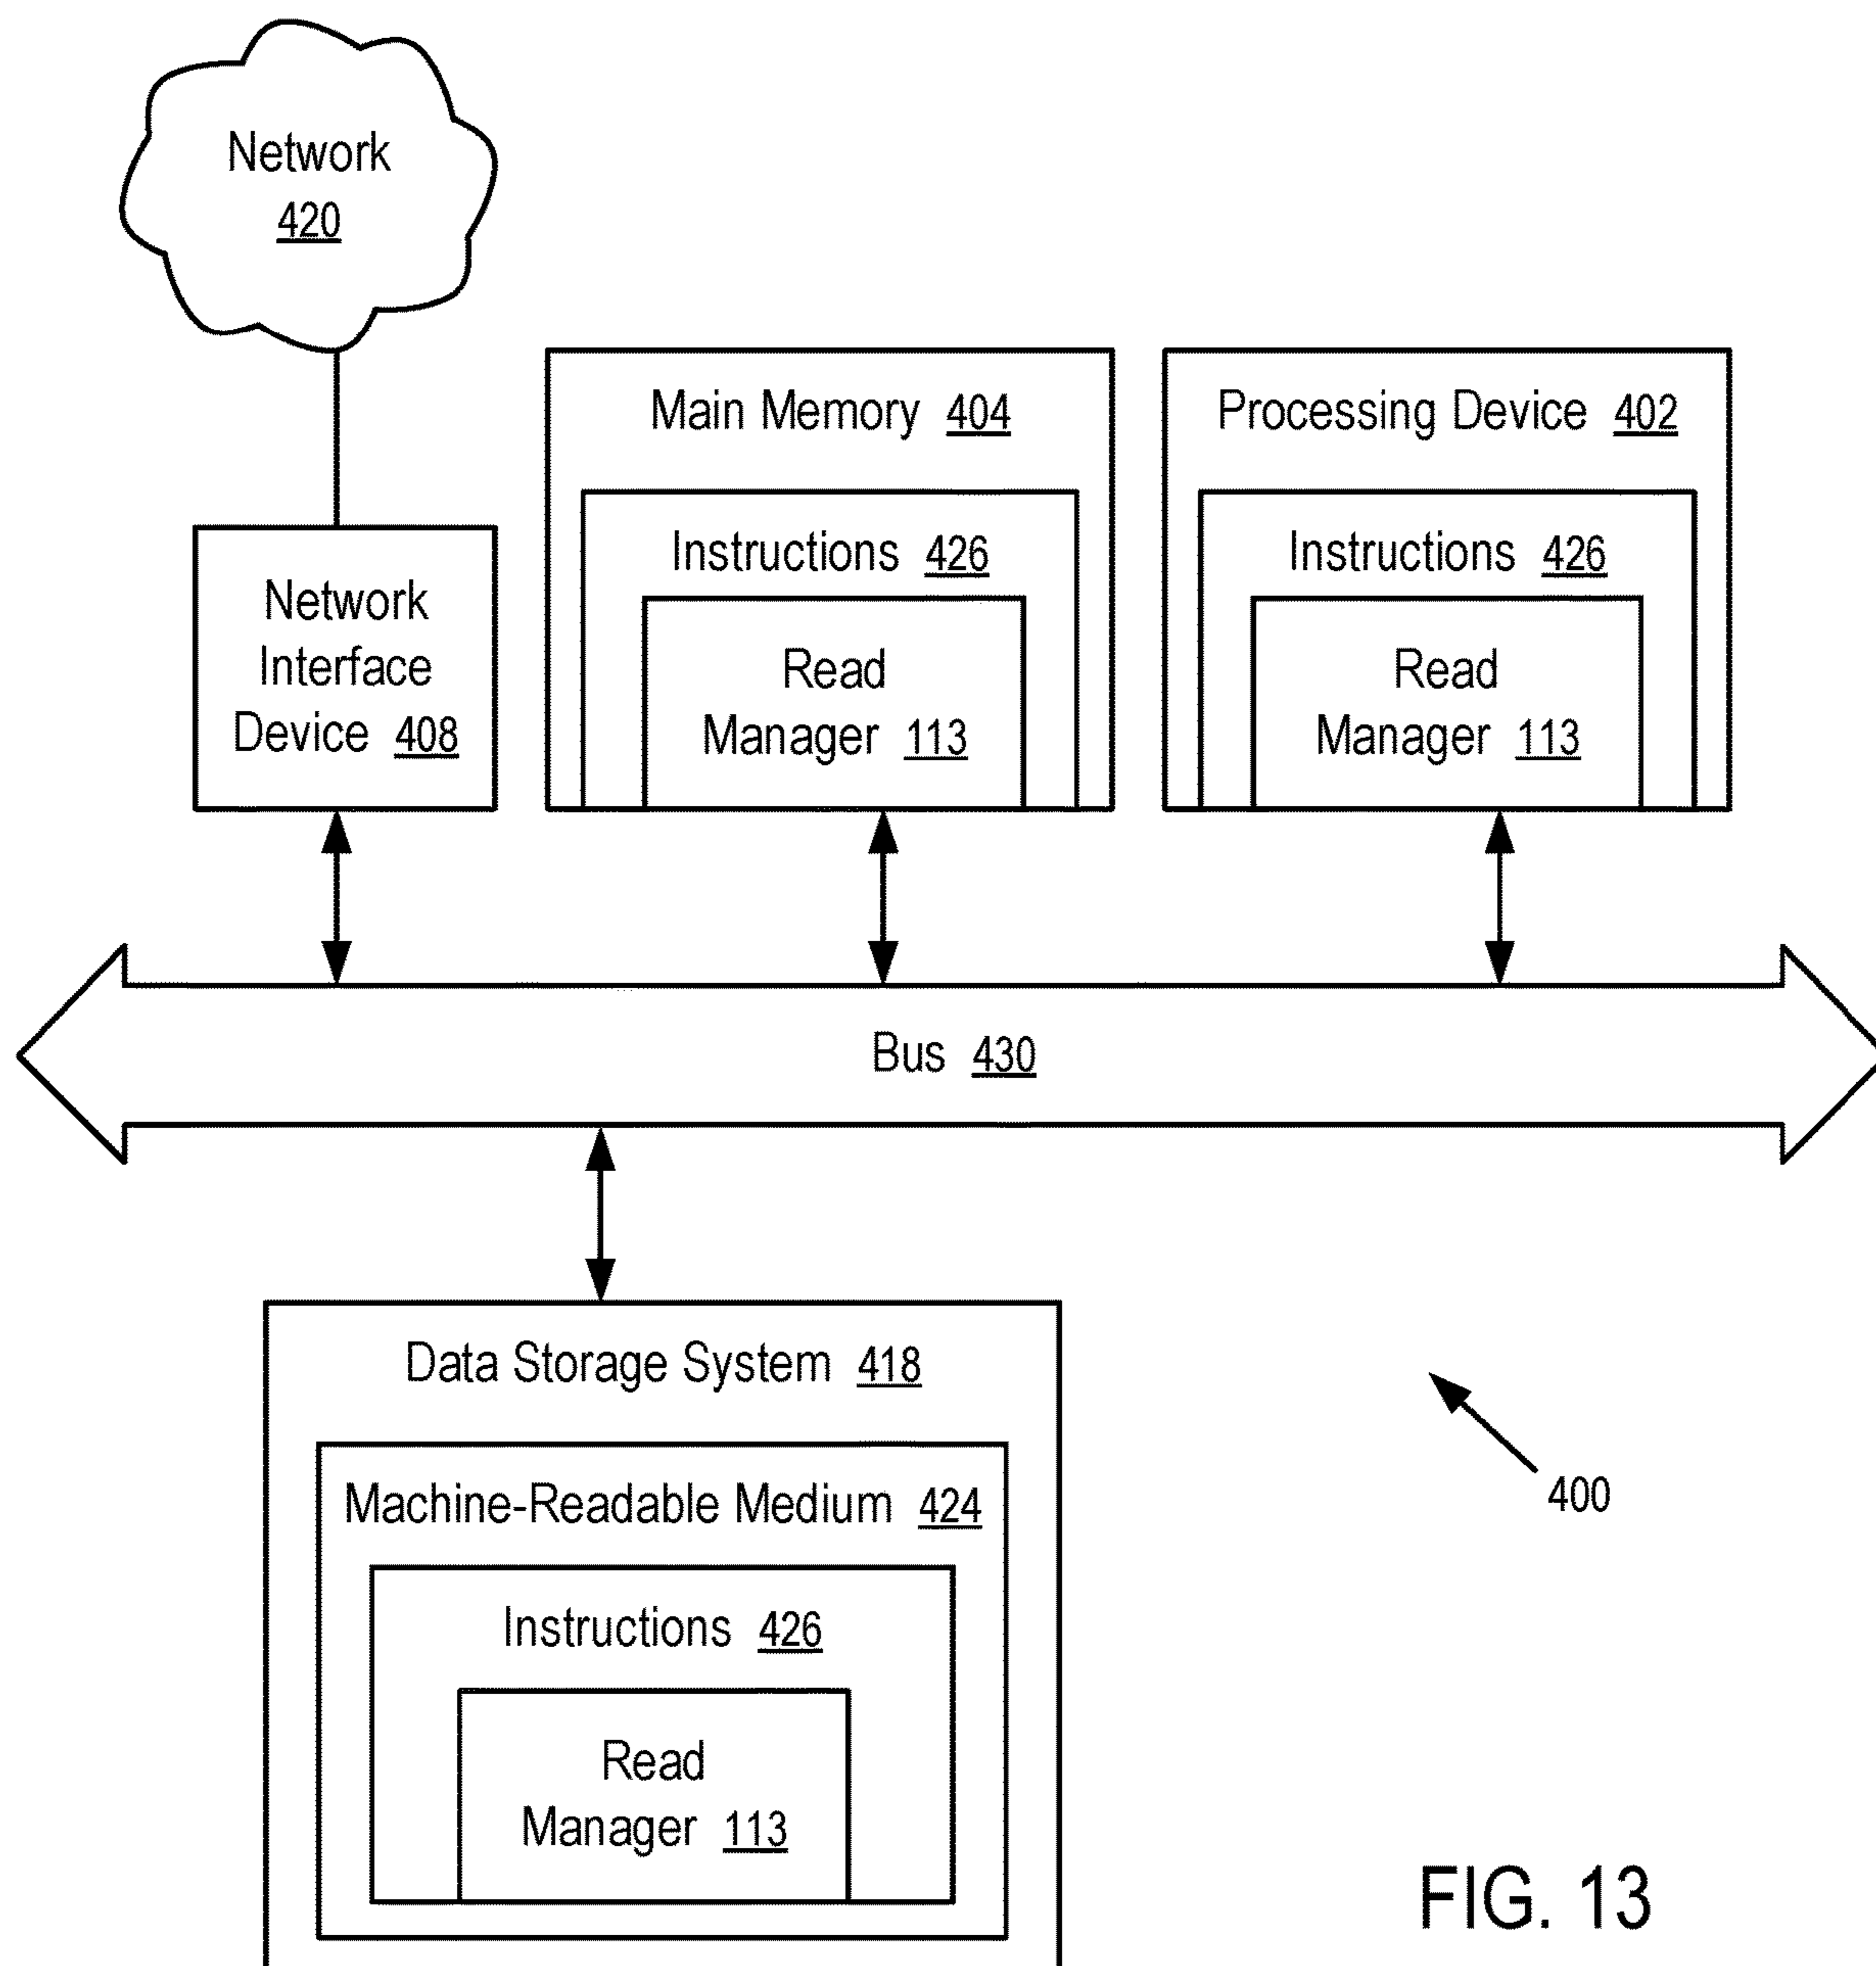 Network
420
Main Memory 404
Processing Device 402
Instructions 426
Instructions 426
Network
Interface
Device 408
Read
Manager 113
Read
Manager 113
Bus 430
Data Storage System 418
Machine-Readable Medium 424
400
Instructions 426
Read
Manager 113
FIG. 13